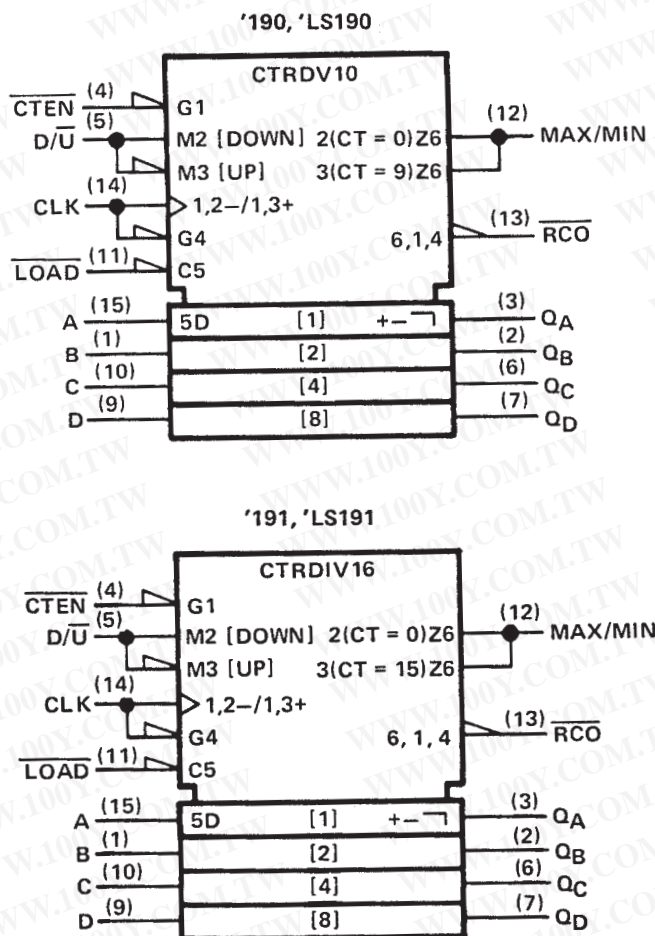 '190, 'LS190
CTRDV10
CTEN (4) G1
D/U (5) M2 [DOWN] 2(CT = 0)Z6 (12) MAX/MIN
M3 [UP] 3(CT = 9)Z6
CLK (14) 1,2–/1,3+
G4 6,1,4 (13) RCO
LOAD (11) C5
A (15) 5D [1] +– (3) QA
B (1) [2] (2) QB
C (10) [4] (6) QC
D (9) [8] (7) QD
'191, 'LS191
CTRDIV16
CTEN (4) G1
D/U (5) M2 [DOWN] 2(CT = 0)Z6 (12) MAX/MIN
M3 [UP] 3(CT = 15)Z6
CLK (14) 1,2–/1,3+
G4 6, 1, 4 (13) RCO
LOAD (11) C5
A (15) 5D [1] +– (3) QA
B (1) [2] (2) QB
C (10) [4] (6) QC
D (9) [8] (7) QD
WWW.100Y.COM.TW